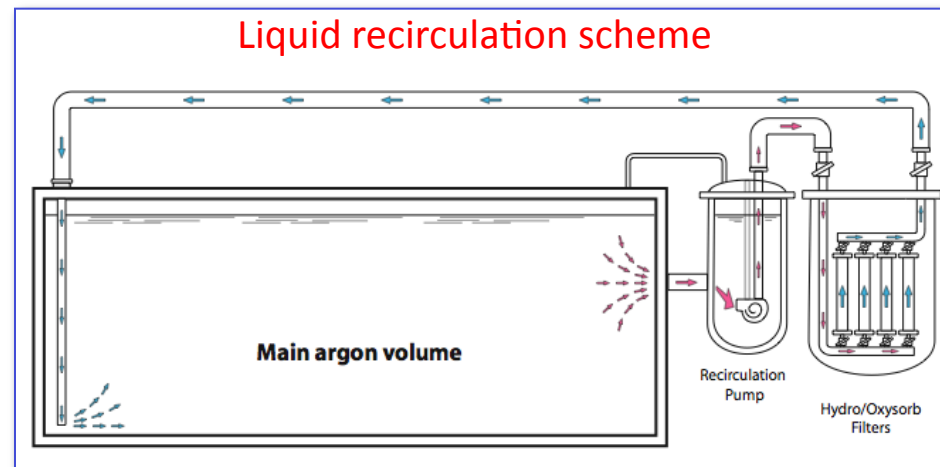 Liquid recirculation scheme
Main argon volume
Recirculation
Pump
Hydro/Oxysorb
Filters